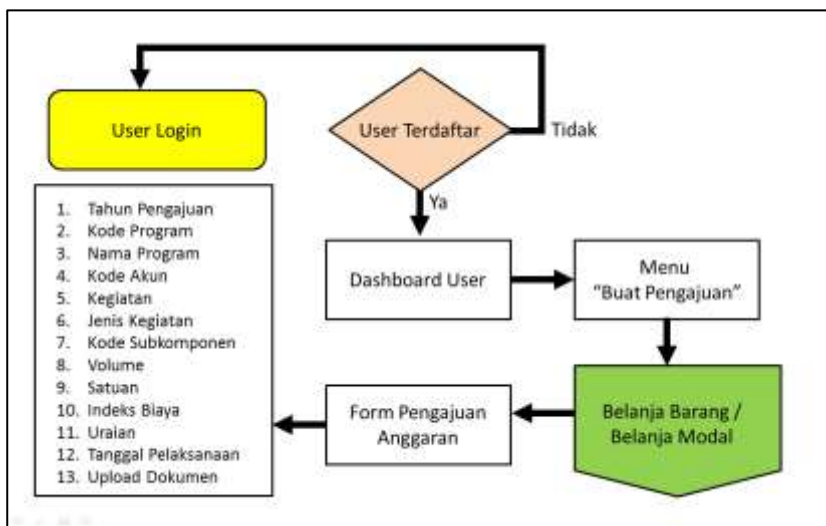 User Login
User Terdaftar
Tidak
Ya
1. Tahun Pengajuan
2. Kode Program
3. Nama Program
4. Kode Akun
5. Kegiatan
6. Jenis Kegiatan
7. Kode Subkomponen
8. Volume
9. Satuan
10. Indeks Biaya
11. Uraian
12. Tanggal Pelaksanaan
13. Upload Dokumen
Dashboard User
Menu
“Buat Pengajuan”
Form Pengajuan
Anggaran
Belanja Barang /
Belanja Modal